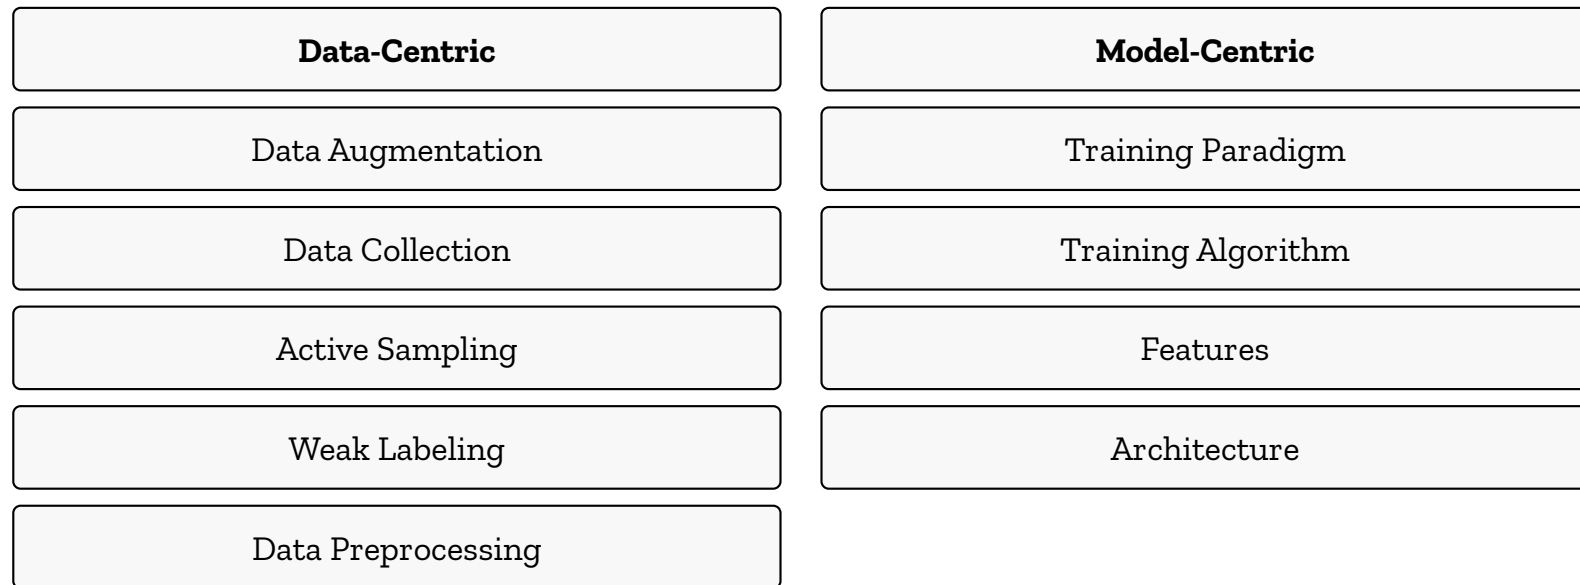 Data-Centric
Data Augmentation
Data Collection
Active Sampling
Weak Labeling
Data Preprocessing
Model-Centric
Training Paradigm
Training Algorithm
Features
Architecture